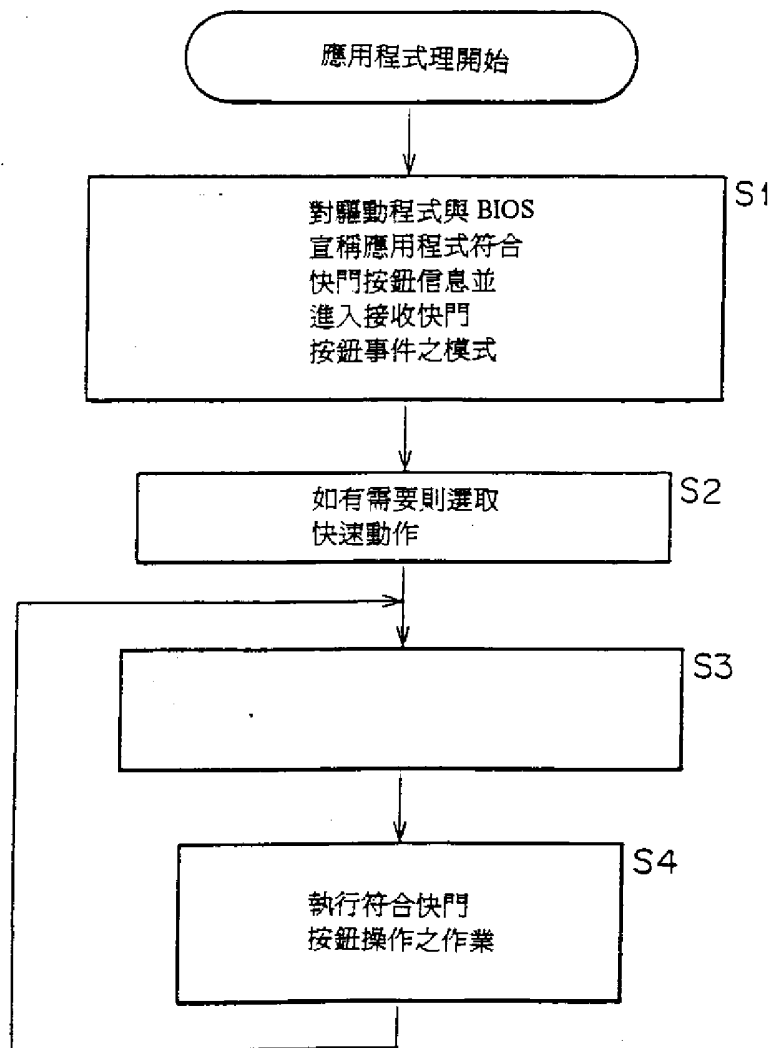 應用程式理開始
S1
對驅動程式與 BIOS
宣稱應用程式符合
快門按鈕信息並
進入接收快門
按鈕事件之模式
S2
如有需要則選取
快速動作
S3
S4
執行符合快門
按鈕操作之作業